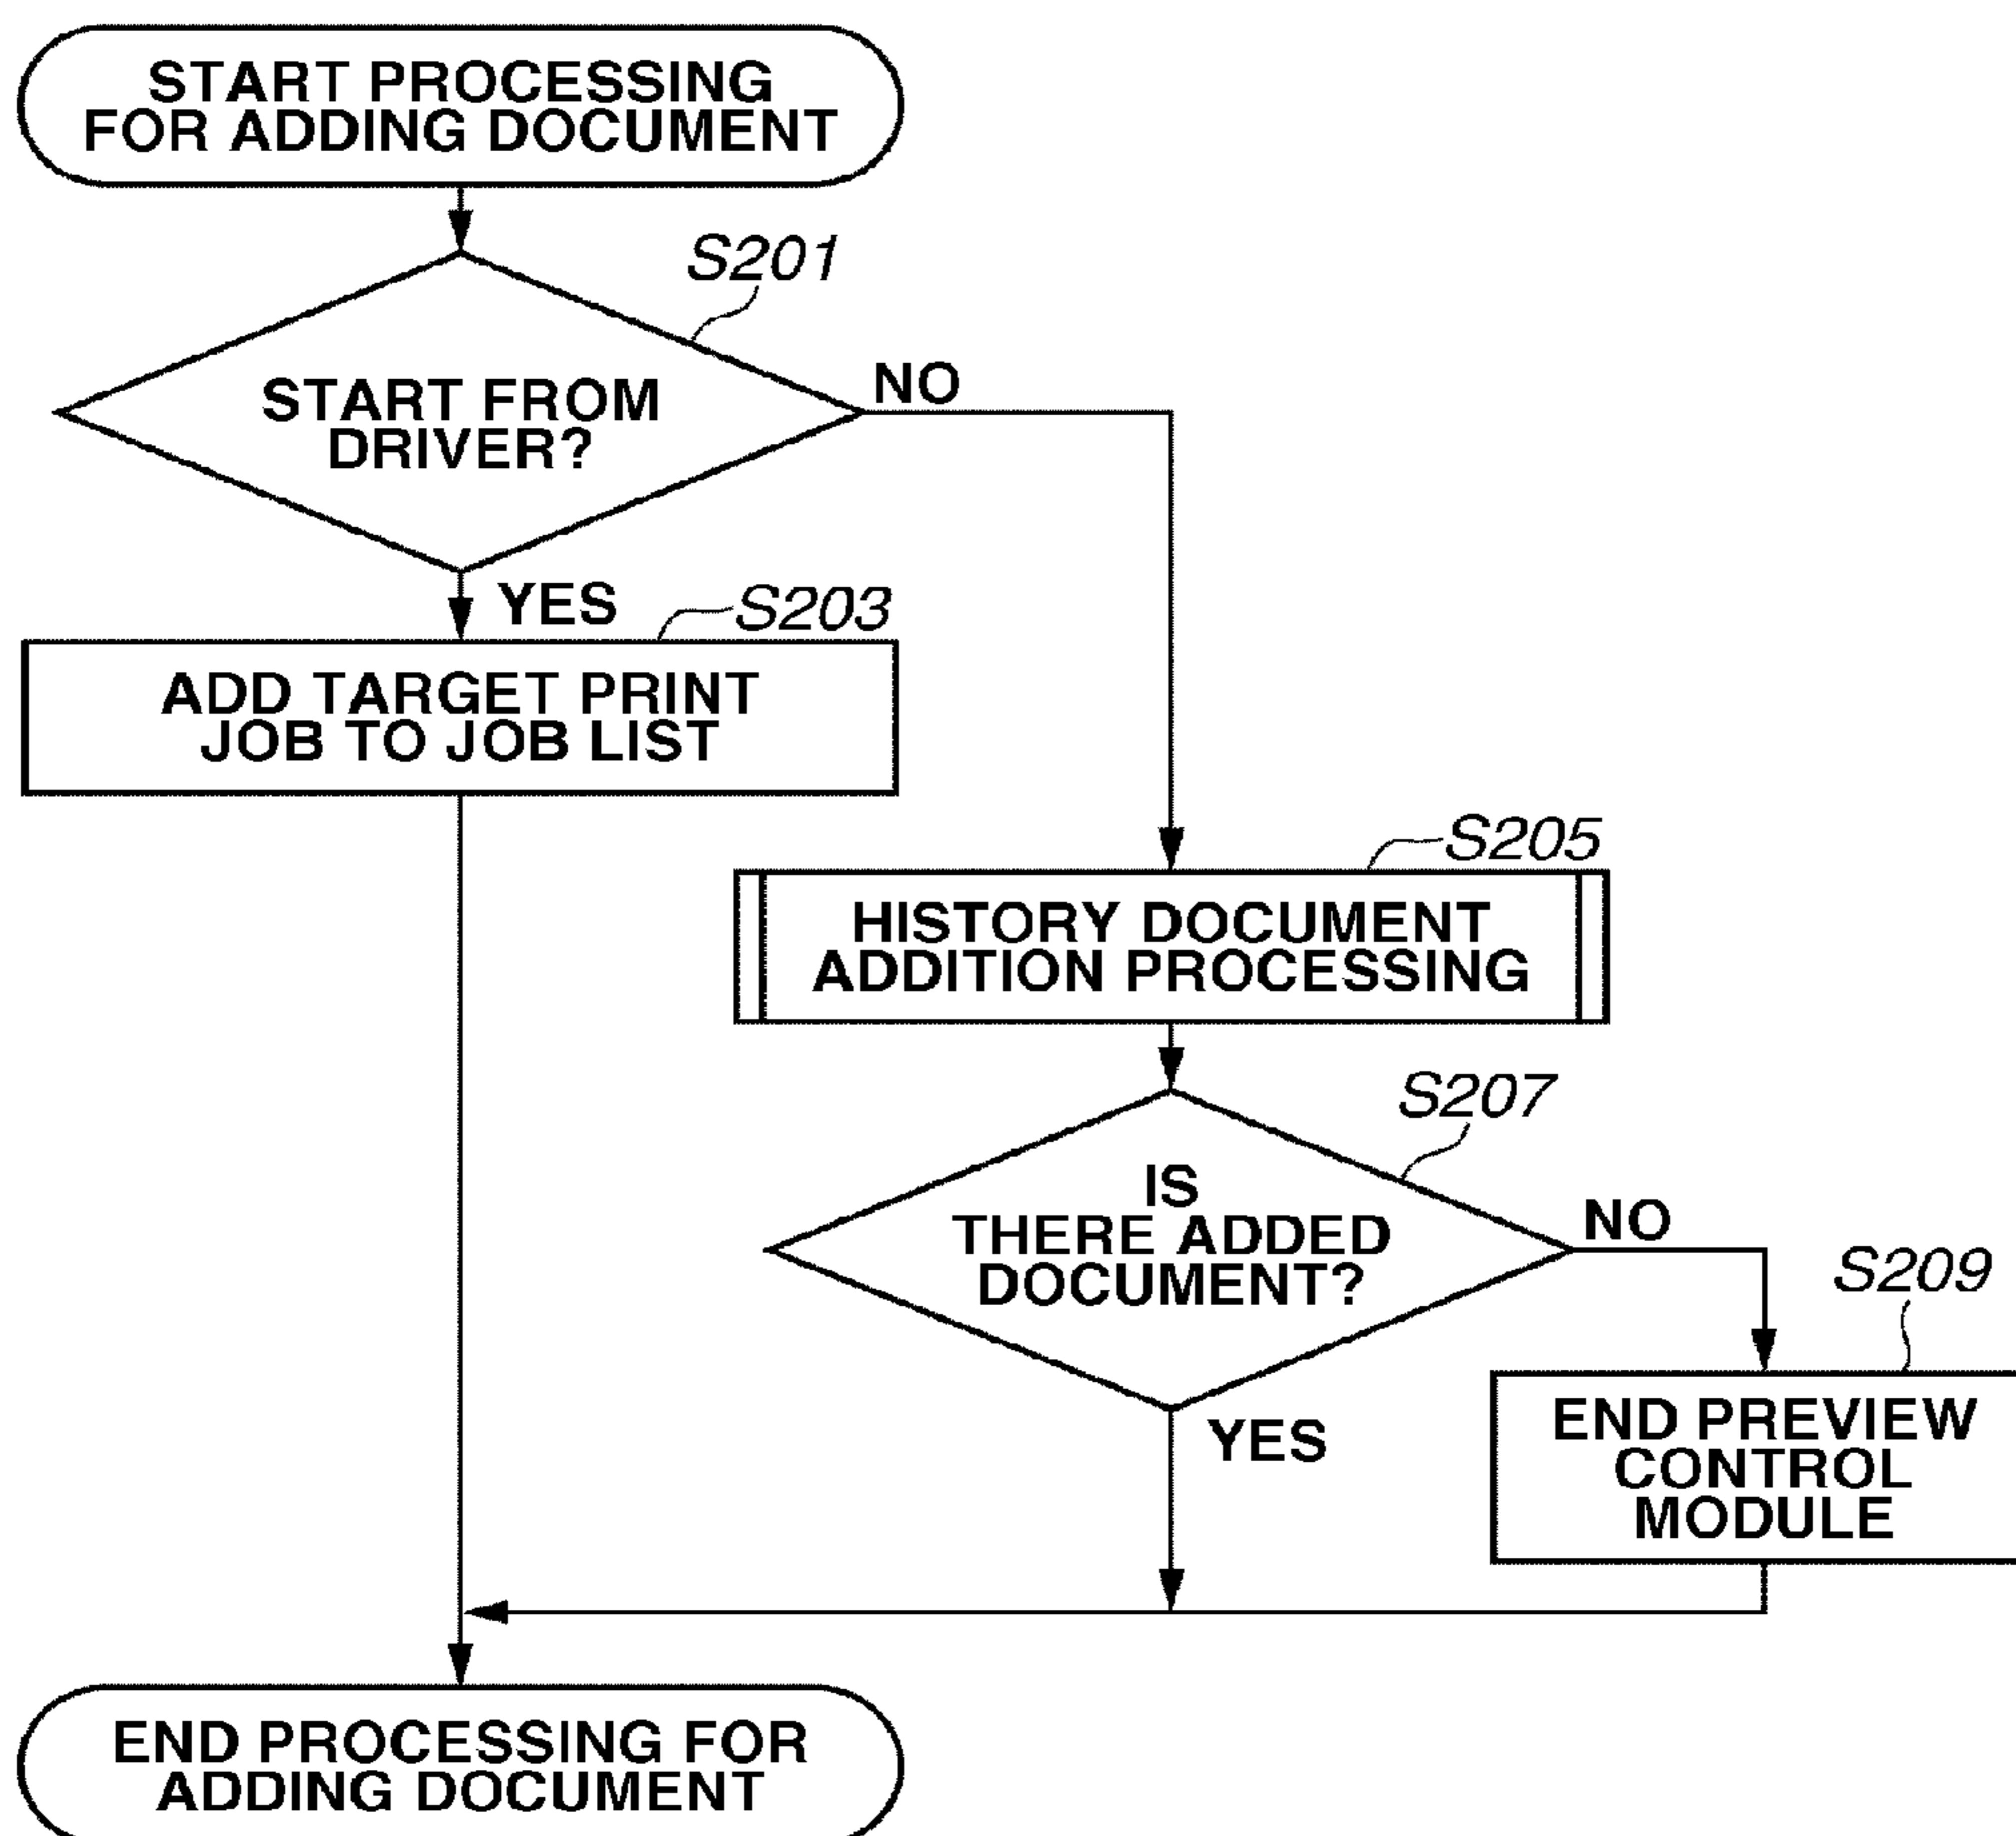 START PROCESSING
FOR ADDING DOCUMENT
S201
START FROM
DRIVER?
NO
YES
S203
ADD TARGET PRINT
JOB TO JOB LIST
S205
HISTORY DOCUMENT
ADDITION PROCESSING
S207
IS
THERE ADDED
DOCUMENT?
NO
S209
YES
END PREVIEW
CONTROL
MODULE
END PROCESSING FOR
ADDING DOCUMENT